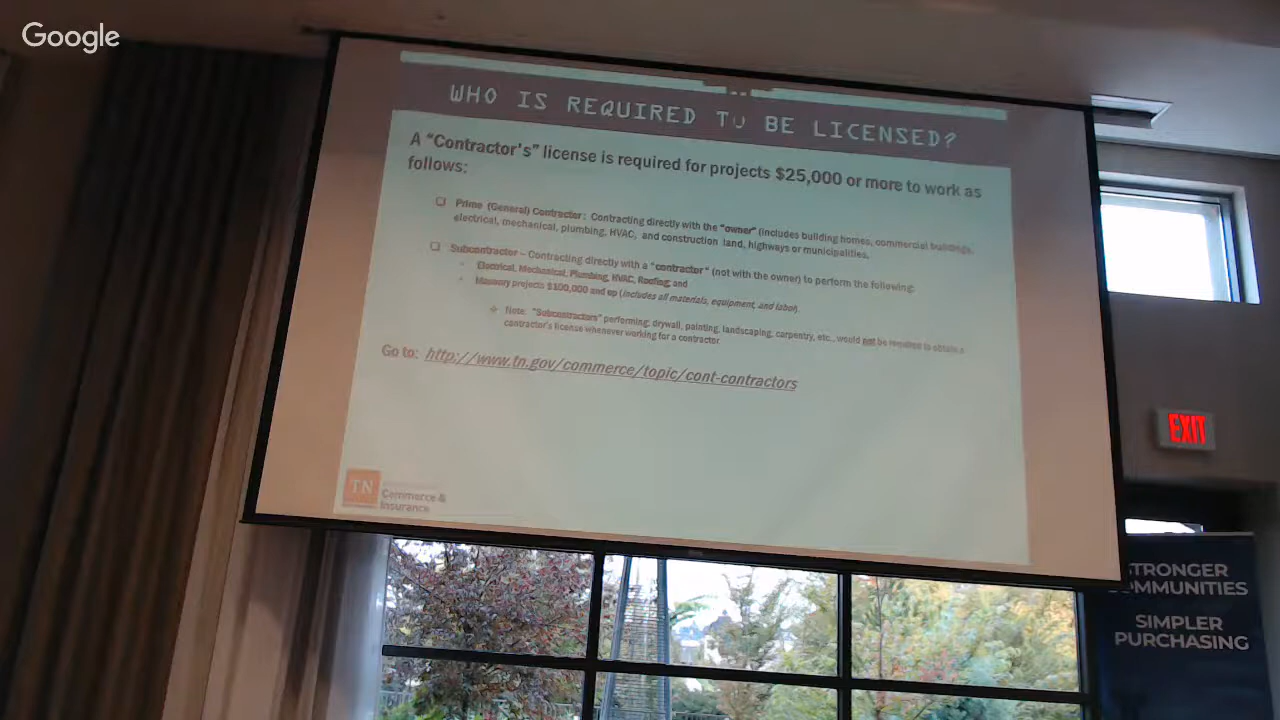 Google
WHO IS REQUIRED TO BE LICENSED?
A “Contractor's” license is required for projects $25,000 or more to work as
follows:
Prime (General) Contractor: Contracting directly with the “owner” (includes building homes, commercial buildings,
electrical, mechanical, plumbing, HVAC, and construction land, highways or municipalities.
Subcontractor – Contracting directly with a “contractor” (not with the owner) to perform the following:
Electrical, Mechanical, Plumbing, HVAC, Roofing; and
Masonry projects $100,000 and up (includes all materials, equipment, and labor).
Note: “Subcontractors” performing; drywall, painting, landscaping, carpentry, etc., would not be required to obtain a
contractor's license whenever working for a contractor.
Go to: http://www.tn.gov/commerce/topic/cont-contractors
TN
Commerce &
Insurance
EXIT
STRONGER
COMMUNITIES
SIMPLER
PURCHASING